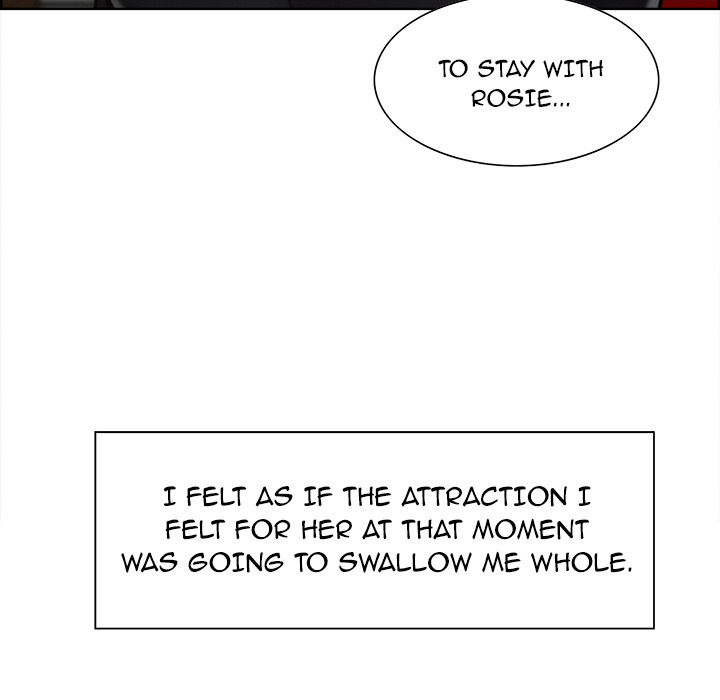 TO STAY WITH
ROSIE...
I FELT AS IF THE ATTRACTION I
FELT FOR HER AT THAT MOMENT
WAS GOING TO SWALLOW ME WHOLE.